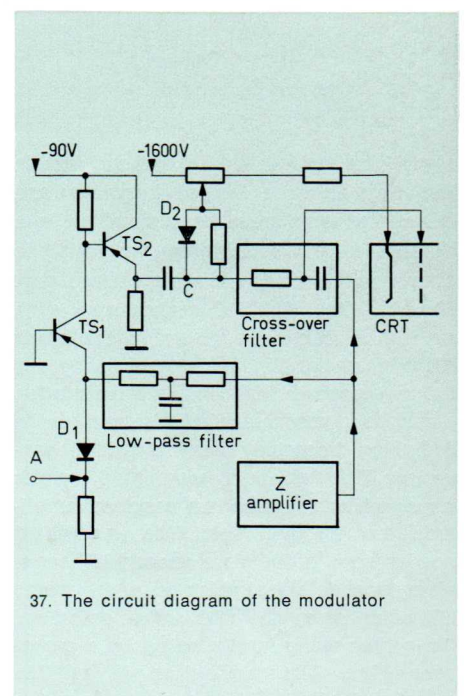 -90V
-1600V
D2
TS2
C
TS1
Cross-over
filter
CRT
D1
Low-pass filter
A
Z
amplifier
37. The circuit diagram of the modulator